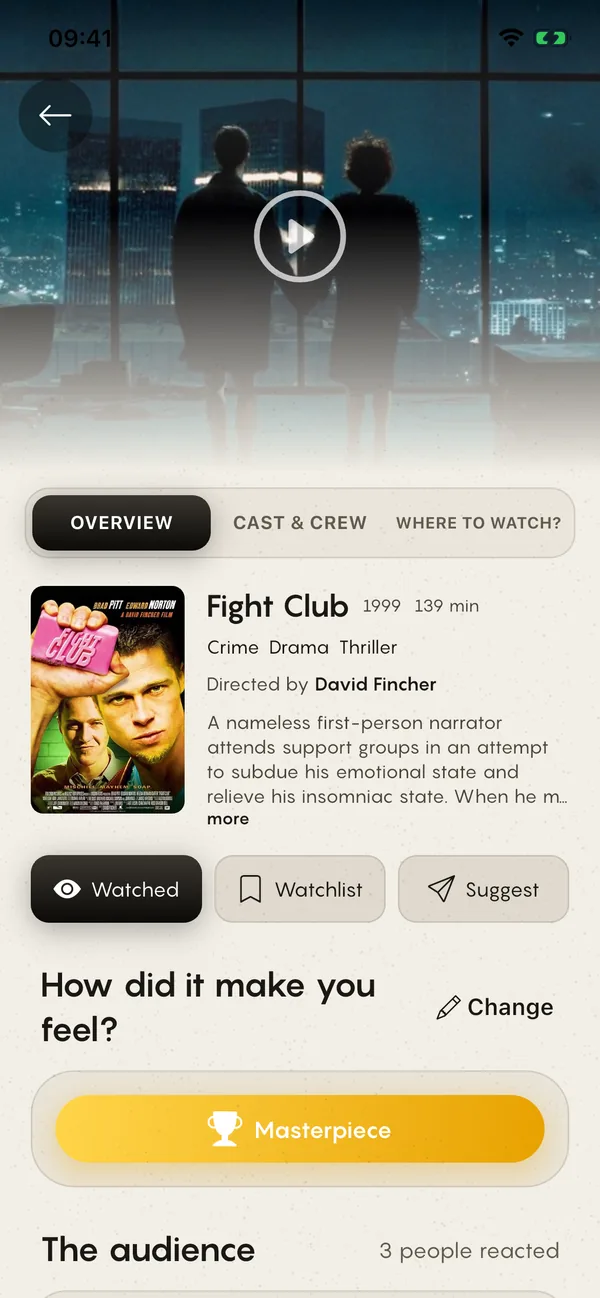 09:41
OVERVIEW CAST & CREW WHERE TO WATCH?
BRAD PITT EDWARD NORTON
A DAVID FINCHER FILM
FIGHT
CLUB
MISCHIEF. MAYHEM. SOAP.
Fight Club 1999 139 min
Crime Drama Thriller
Directed by David Fincher
A nameless first-person narrator
attends support groups in an attempt
to subdue his emotional state and
relieve his insomniac state. When he m…
more
Watched Watchlist Suggest
How did it make you
feel?
Change
Masterpiece
The audience 3 people reacted